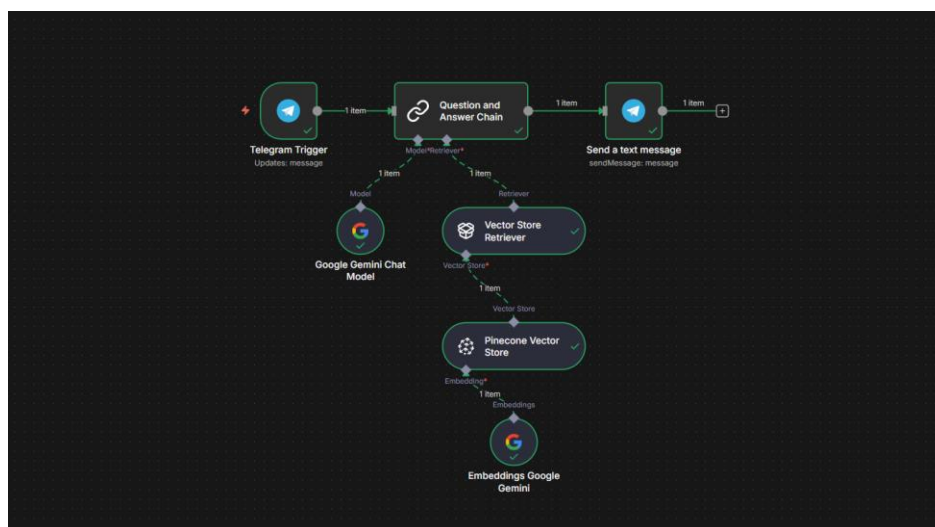 1 item
Question and
Answer Chain
1 item
1 item
Telegram Trigger
Updates: message
Model* Retriever*
Send a text message
sendMessage: message
1 item
1 item
Model
Retriever
Google Gemini Chat
Model
Vector Store
Retriever
Vector Store*
1 item
Vector Store
Pinecone Vector
Store
Embedding*
1 item
Embeddings
Embeddings Google
Gemini